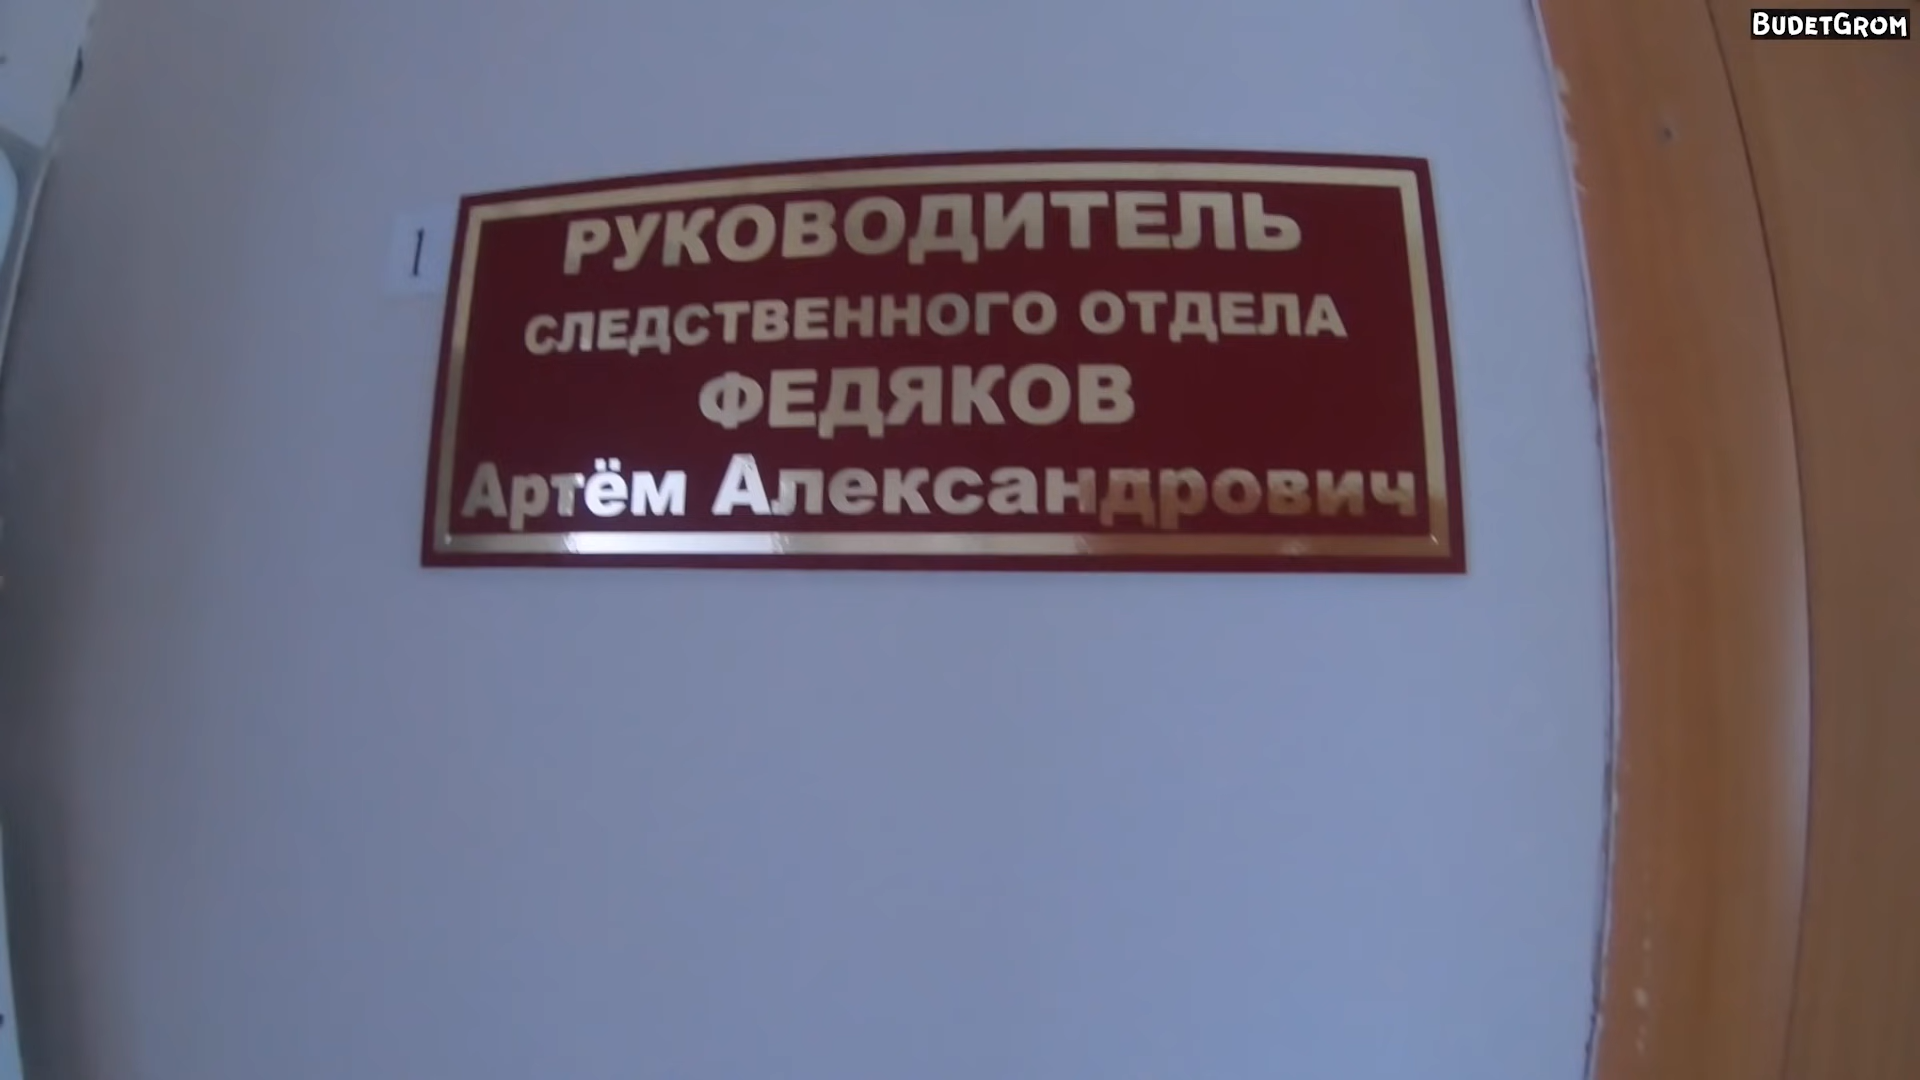 BUDETGROM
1
РУКОВОДИТЕЛЬ
СЛЕДСТВЕННОГО ОТДЕЛА
ФЕДЯКОВ
Артём Александрович